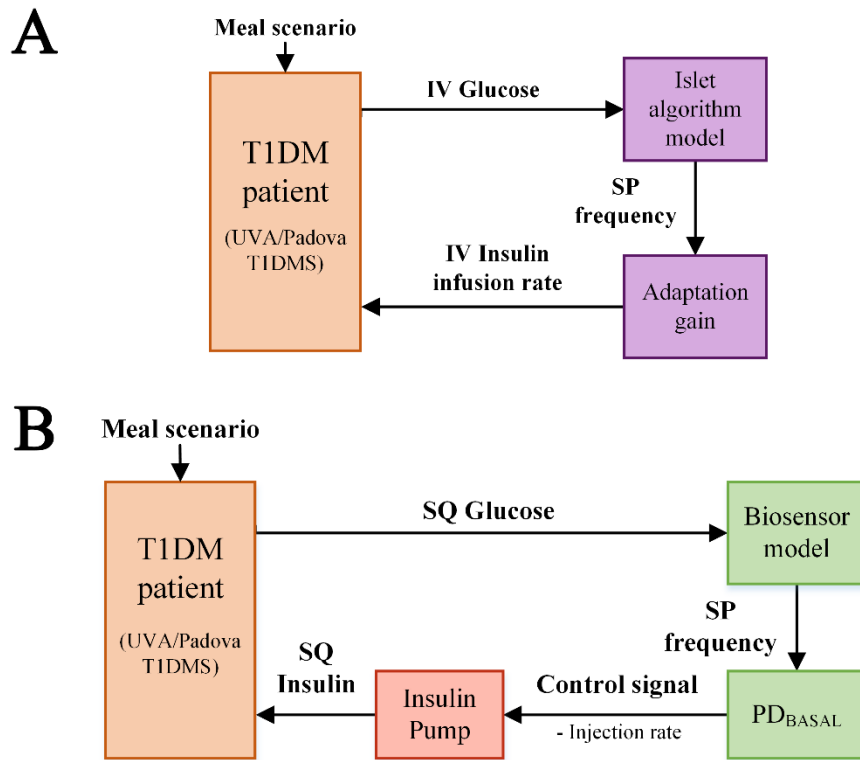 A
Meal scenario
T1DM
patient
(UVA/Padova
T1DMS)
IV Glucose
Islet
algorithm
model
SP
frequency
IV Insulin
infusion rate
Adaptation
gain
B
Meal scenario
T1DM
patient
(UVA/Padova
T1DMS)
SQ Glucose
Biosensor
model
SP
frequency
SQ
Insulin
Insulin
Pump
Control signal
- Injection rate
PDBASAL